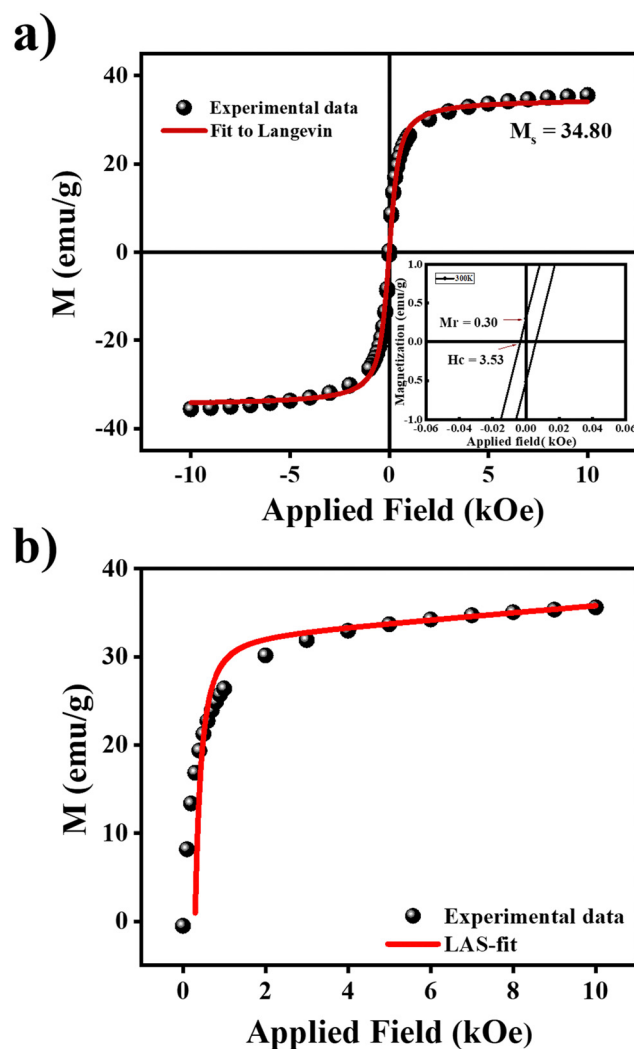 a)
40
20
0
-20
-40
M (emu/g)
Experimental data
Fit to Langevin
Mₛ = 34.80
1.0
0.5
0.0
-0.5
-1.0
Magnetization (emu/g)
300K
Mr = 0.30
Hc = 3.53
-0.06 -0.04 -0.02 0.00 0.02 0.04 0.06
Applied field( kOe)
-10 -5 0 5 10
Applied Field (kOe)
b)
40
30
20
10
0
M (emu/g)
Experimental data
LAS-fit
0 2 4 6 8 10
Applied Field (kOe)